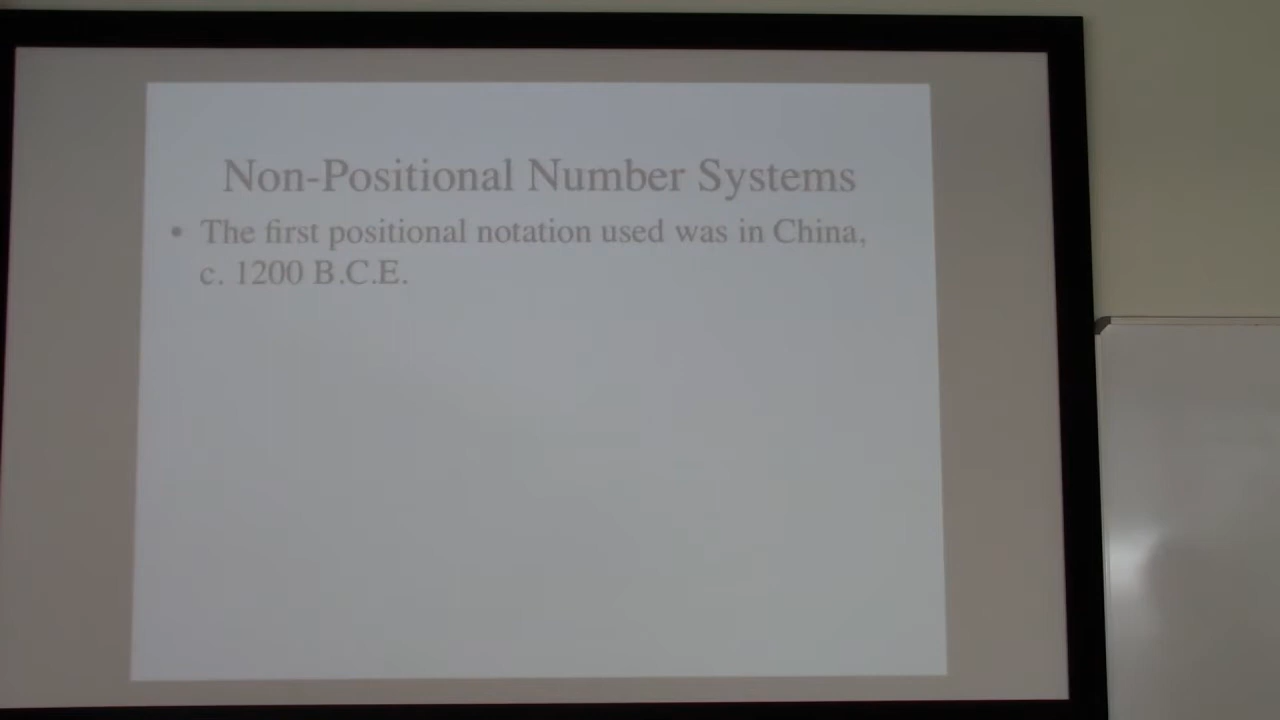 Non-Positional Number Systems
• The first positional notation used was in China,
c. 1200 B.C.E.